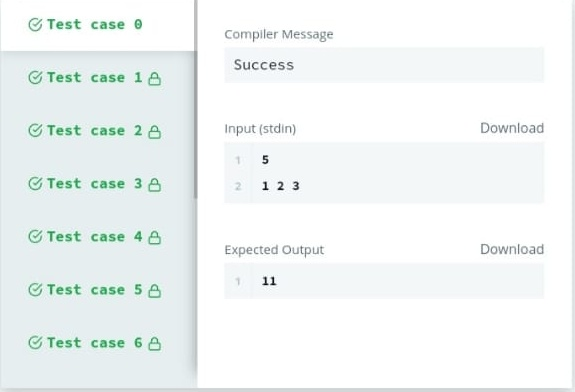 Test case 0
Test case 1
Test case 2
Test case 3
Test case 4
Test case 5
Test case 6
Compiler Message
Success
Input (stdin) Download
1 5
2 1 2 3
Expected Output Download
1 11